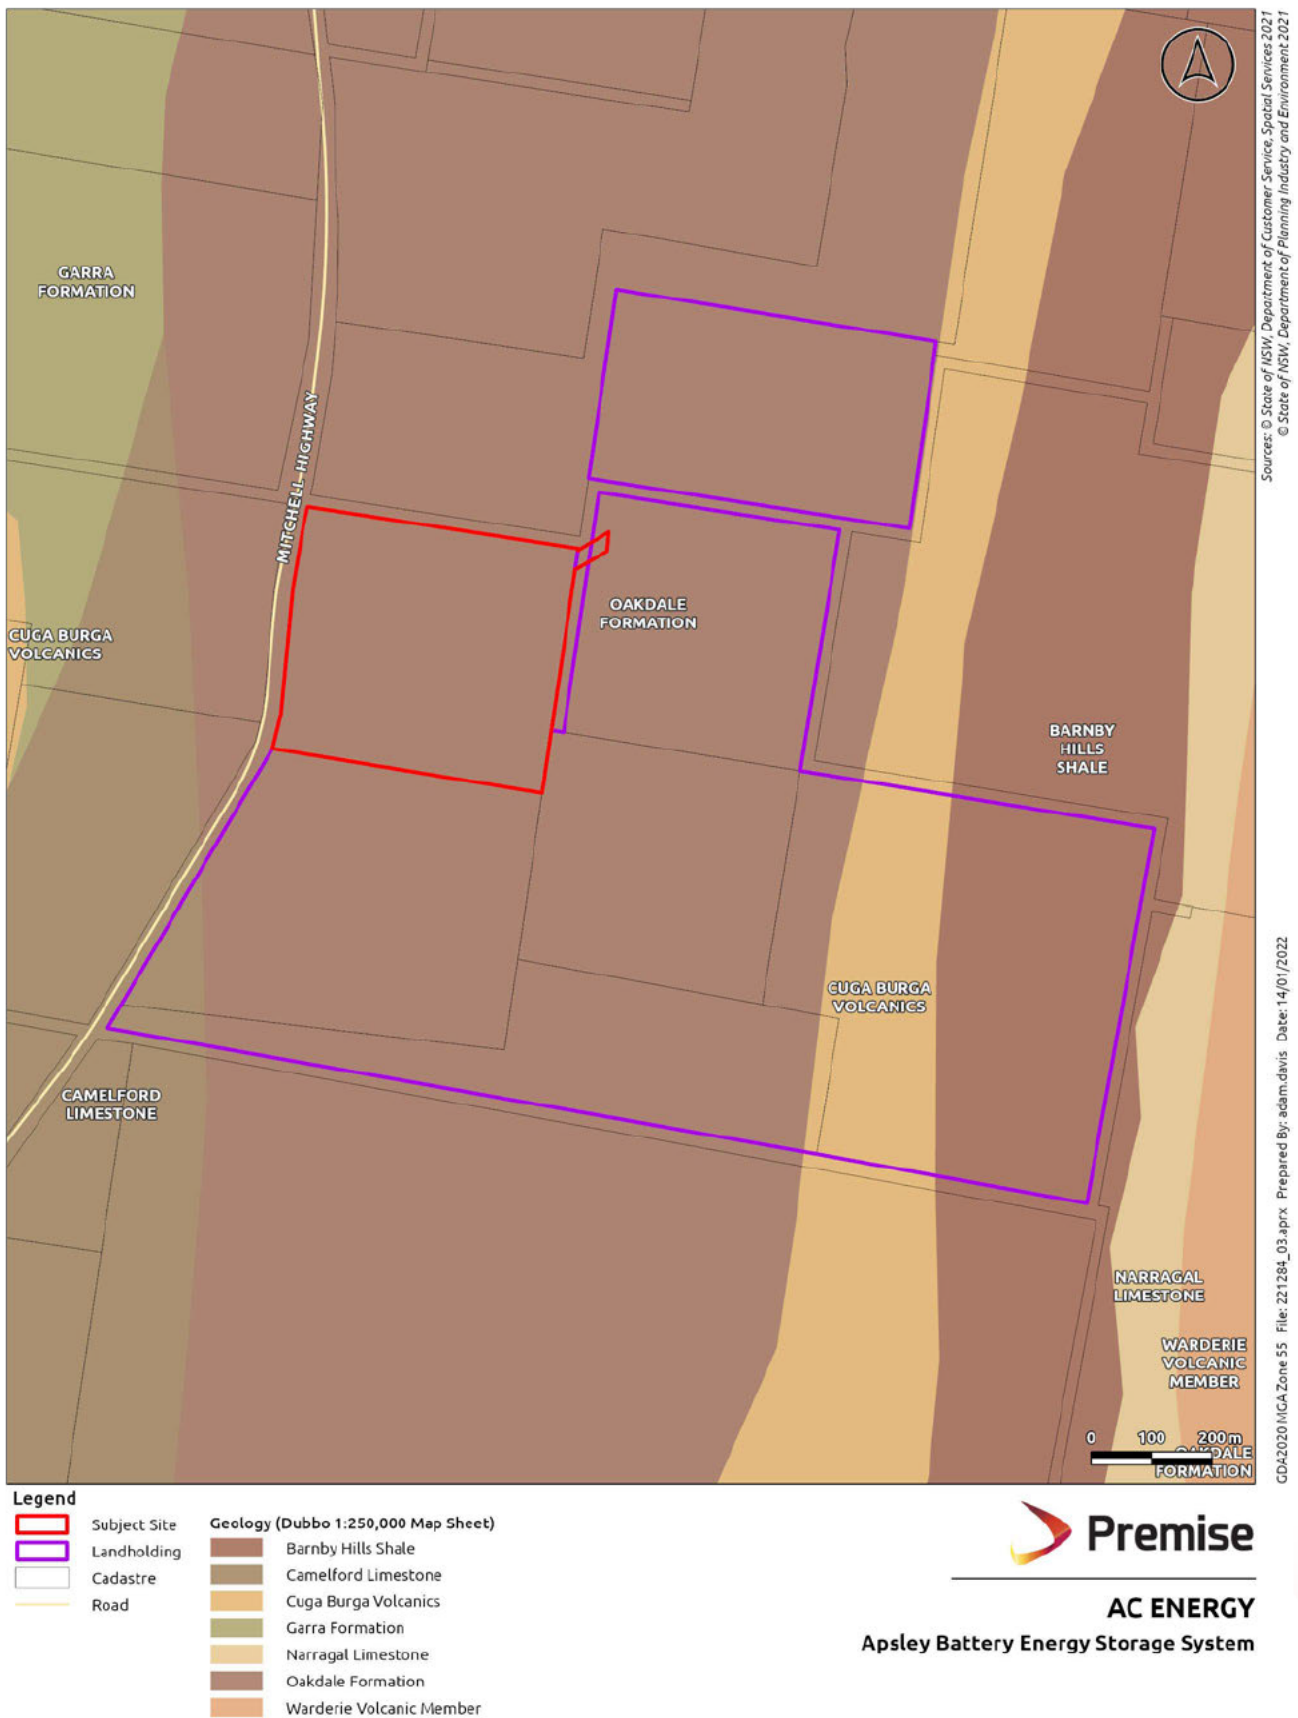 Sources: © State of NSW, Department of Customer Service, Spatial Services 2021
© State of NSW, Department of Planning Industry and Environment 2021
GARRA
FORMATION
MITCHELL HIGHWAY
OAKDALE
FORMATION
CUGA BURGA
VOLCANICS
BARNBY
HILLS
SHALE
CUGA BURGA
VOLCANICS
CAMELFORD
LIMESTONE
NARRAGAL
LIMESTONE
WARDERIE
VOLCANIC
MEMBER
0 100 200 m
OAKDALE
FORMATION
GDA2020 MGA Zone 55 File: 221284_03.aprx Prepared By: adam.davis Date: 14/01/2022
Legend
Subject Site
Landholding
Cadastre
Road
Geology (Dubbo 1:250,000 Map Sheet)
Barnby Hills Shale
Camelford Limestone
Cuga Burga Volcanics
Garra Formation
Narragal Limestone
Oakdale Formation
Warderie Volcanic Member
Premise
AC ENERGY
Apsley Battery Energy Storage System